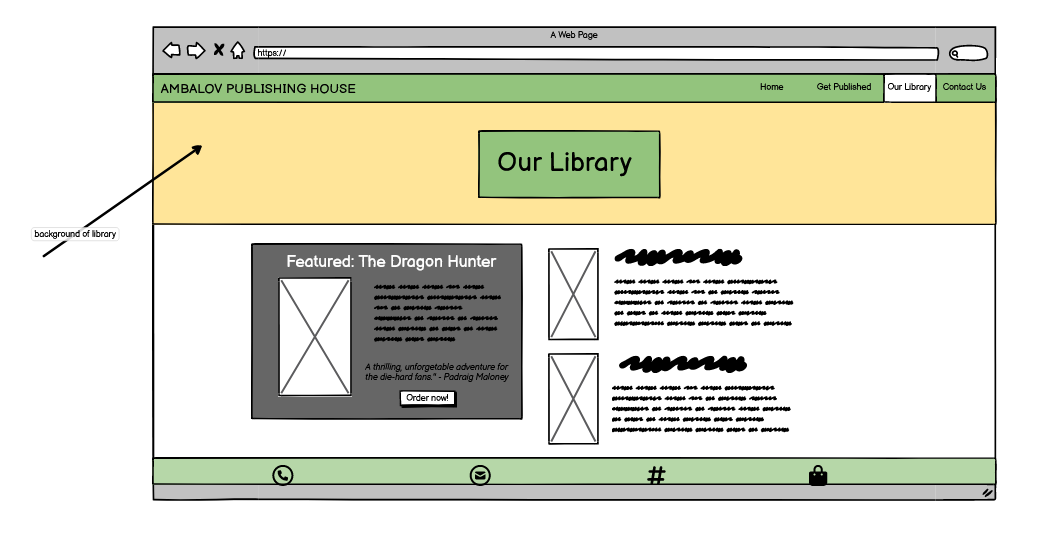 A Web Page
https://
AMBALOV PUBLISHING HOUSE
Home
Get Published
Our Library
Contact Us
Our Library
background of library
Featured: The Dragon Hunter
A thrilling, unforgetable adventure for
the die-hard fans." - Padraig Maloney
Order now!
#